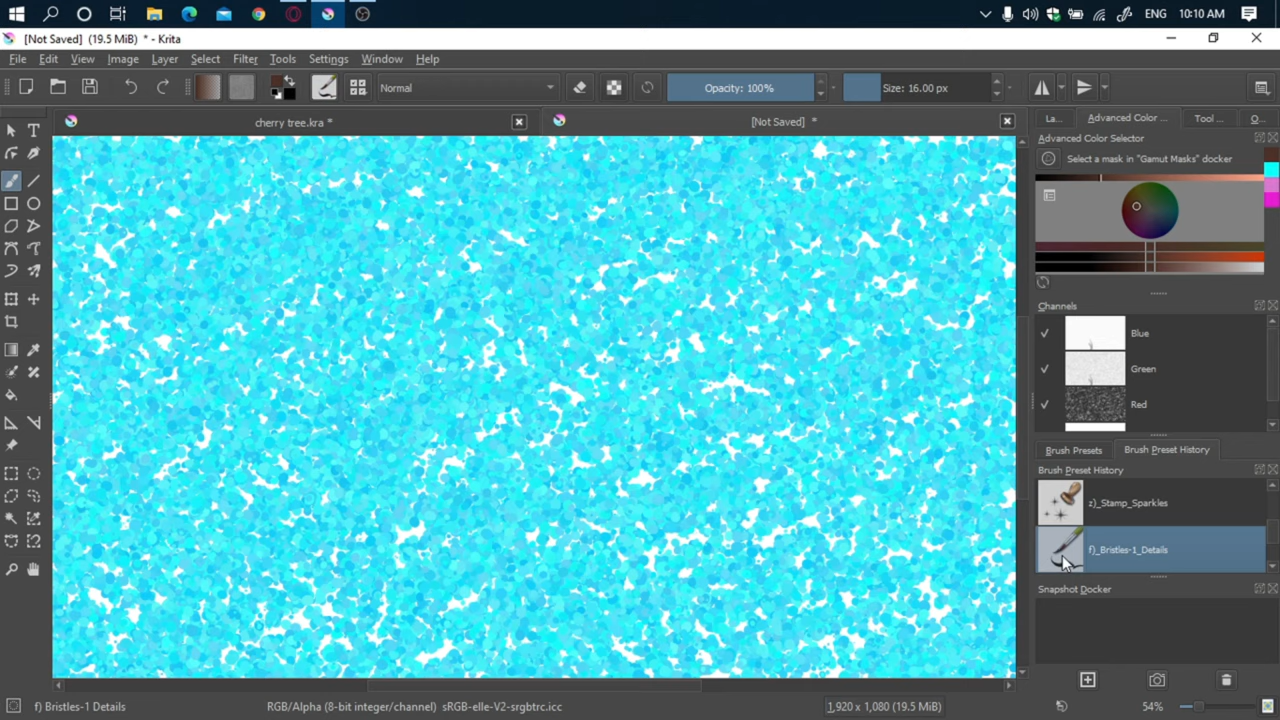 ENG 10:10 AM
[Not Saved] (19.5 MiB) * - Krita
File Edit View Image Layer Select Filter Tools Settings Window Help
Normal Opacity: 100% Size: 16.00 px
cherry tree.kra * [Not Saved] * La... Advanced Color ... Tool ... O...
Advanced Color Selector
Select a mask in "Gamut Masks" docker
Channels
Blue
Green
Red
Brush Presets Brush Preset History
Brush Preset History
z)_Stamp_Sparkles
f)_Bristles-1_Details
Snapshot Docker
f) Bristles-1 Details RGB/Alpha (8-bit integer/channel) sRGB-elle-V2-srgbtrc.icc 1,920 x 1,080 (19.5 MiB) 54%